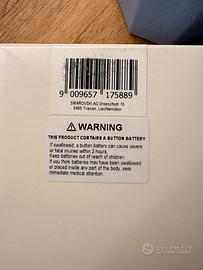 9 009657 175889
SWAROVSKI AG Droeschistr. 15
9495 Triesen, Liechtenstein
WARNING
THIS PRODUCT CONTAINS A BUTTON BATTERY
If swallowed, a button battery can cause severe
or fatal injuries within 2 hours.
Keep batteries out of reach of children.
If you think batteries may have been swallowed
or placed inside any part of the body, seek
immediate medical attention.
subito